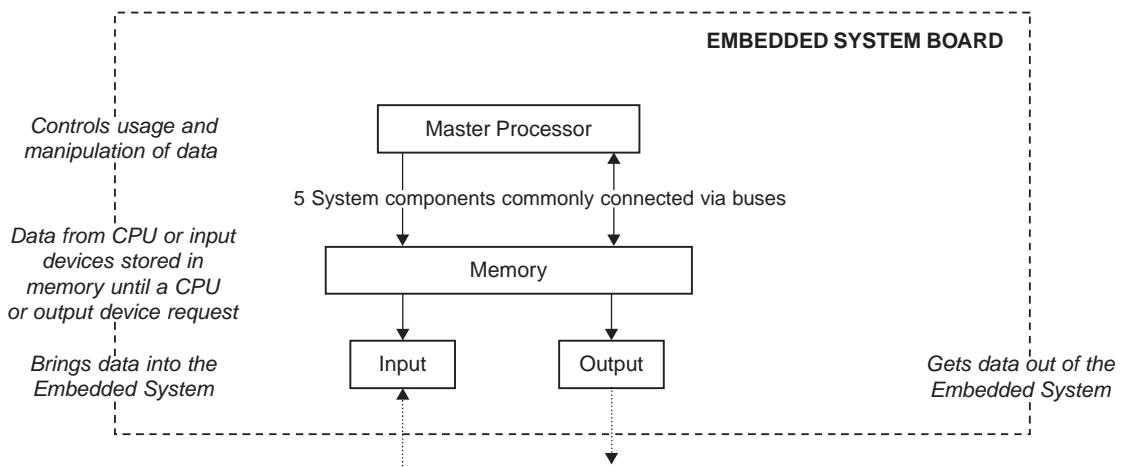 EMBEDDED SYSTEM BOARD
Controls usage and
manipulation of data
Master Processor
5 System components commonly connected via buses
Data from CPU or input
devices stored in
memory until a CPU
or output device request
Memory
Brings data into the
Embedded System
Input
Output
Gets data out of the
Embedded System